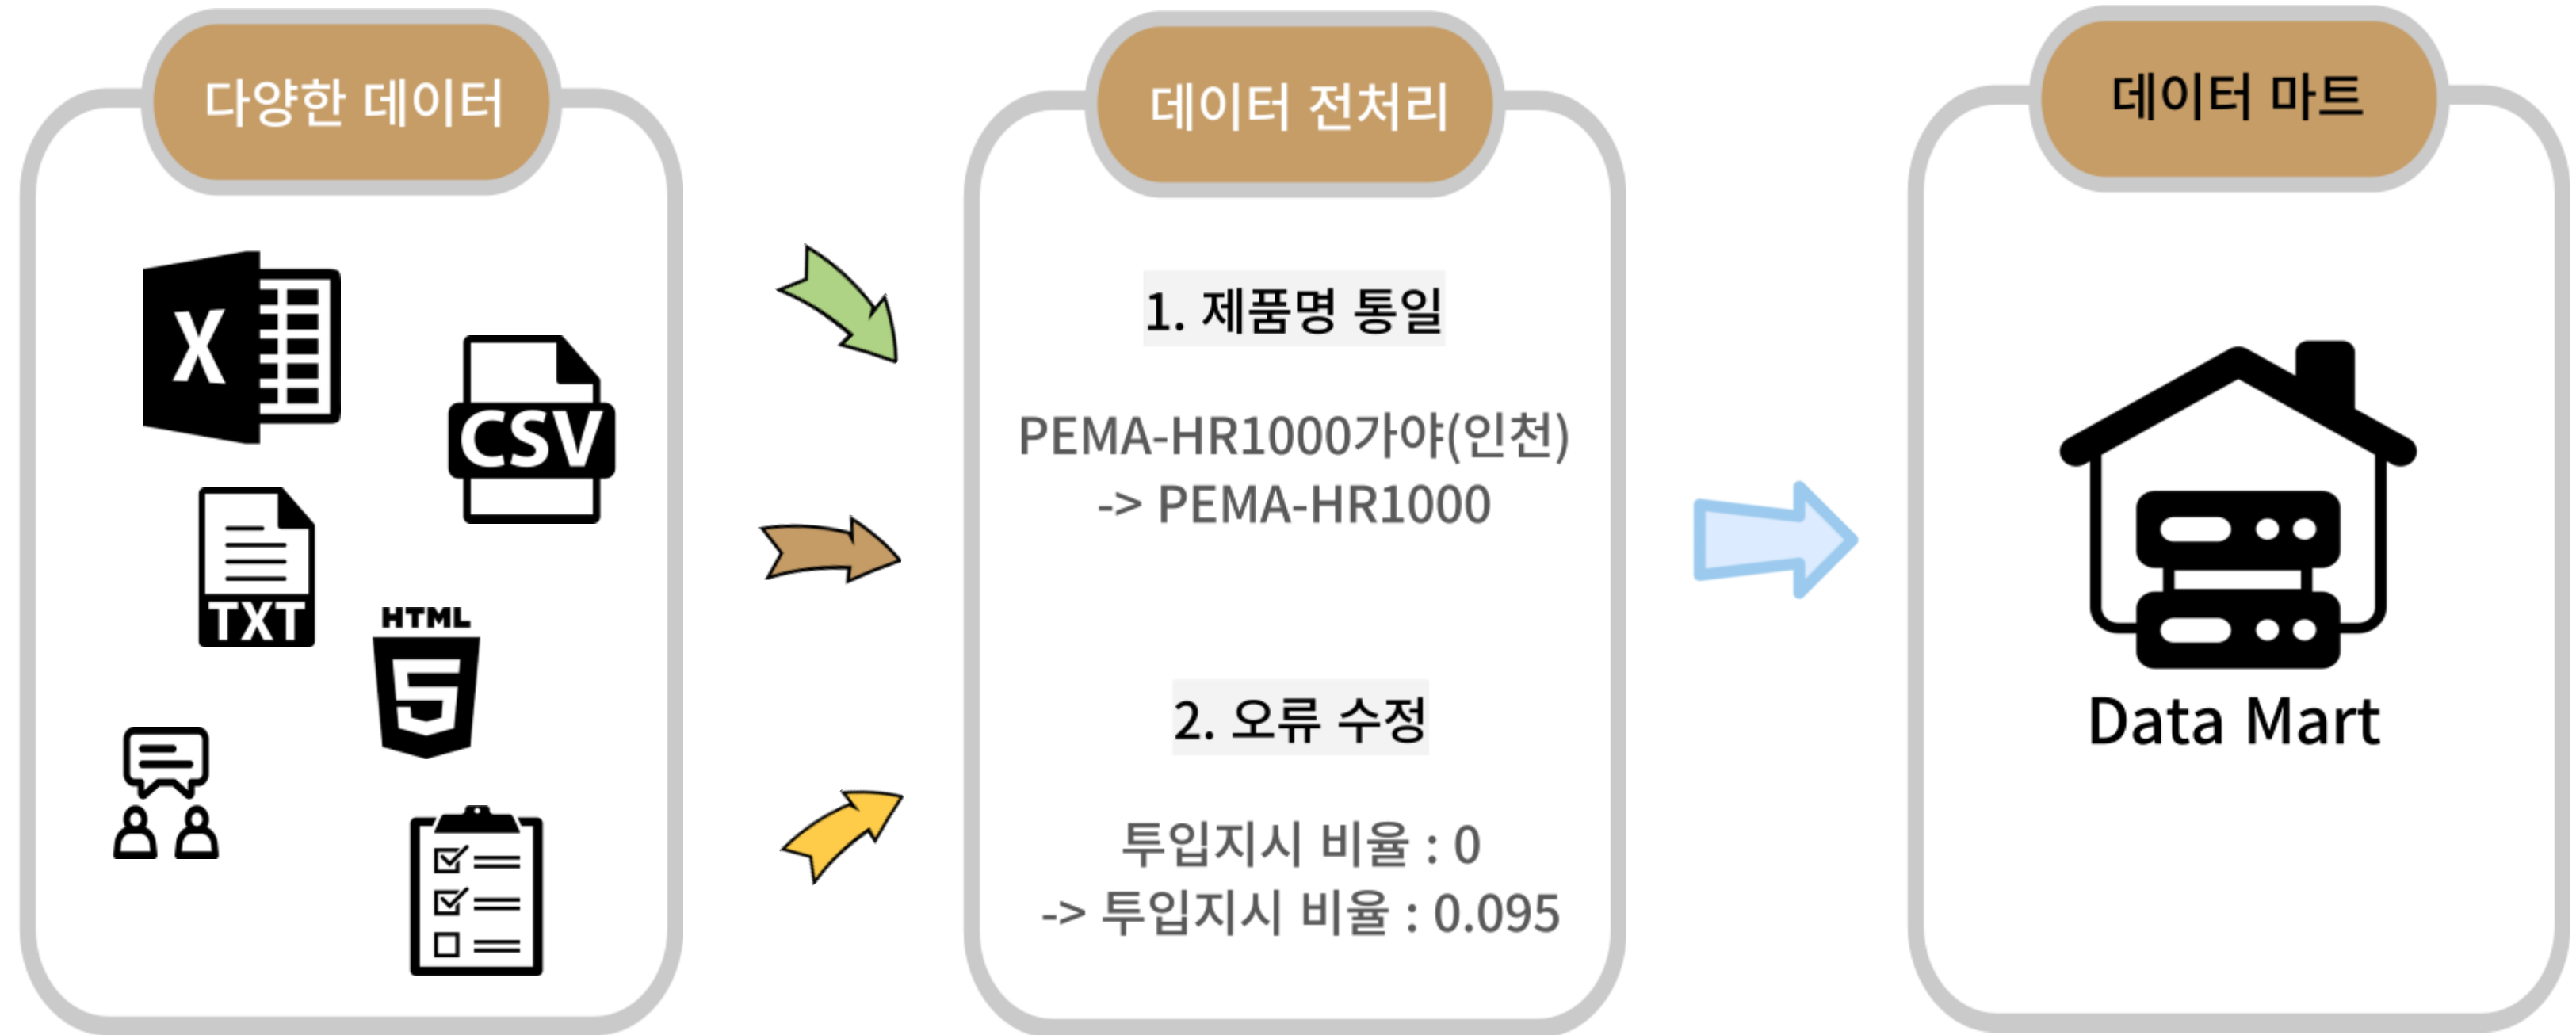 다양한 데이터
X
CSV
TXT
HTML
5
데이터 전처리
1. 제품명 통일
PEMA-HR1000가야(인천)
-> PEMA-HR1000
2. 오류 수정
투입지시 비율 : 0
-> 투입지시 비율 : 0.095
데이터 마트
Data Mart